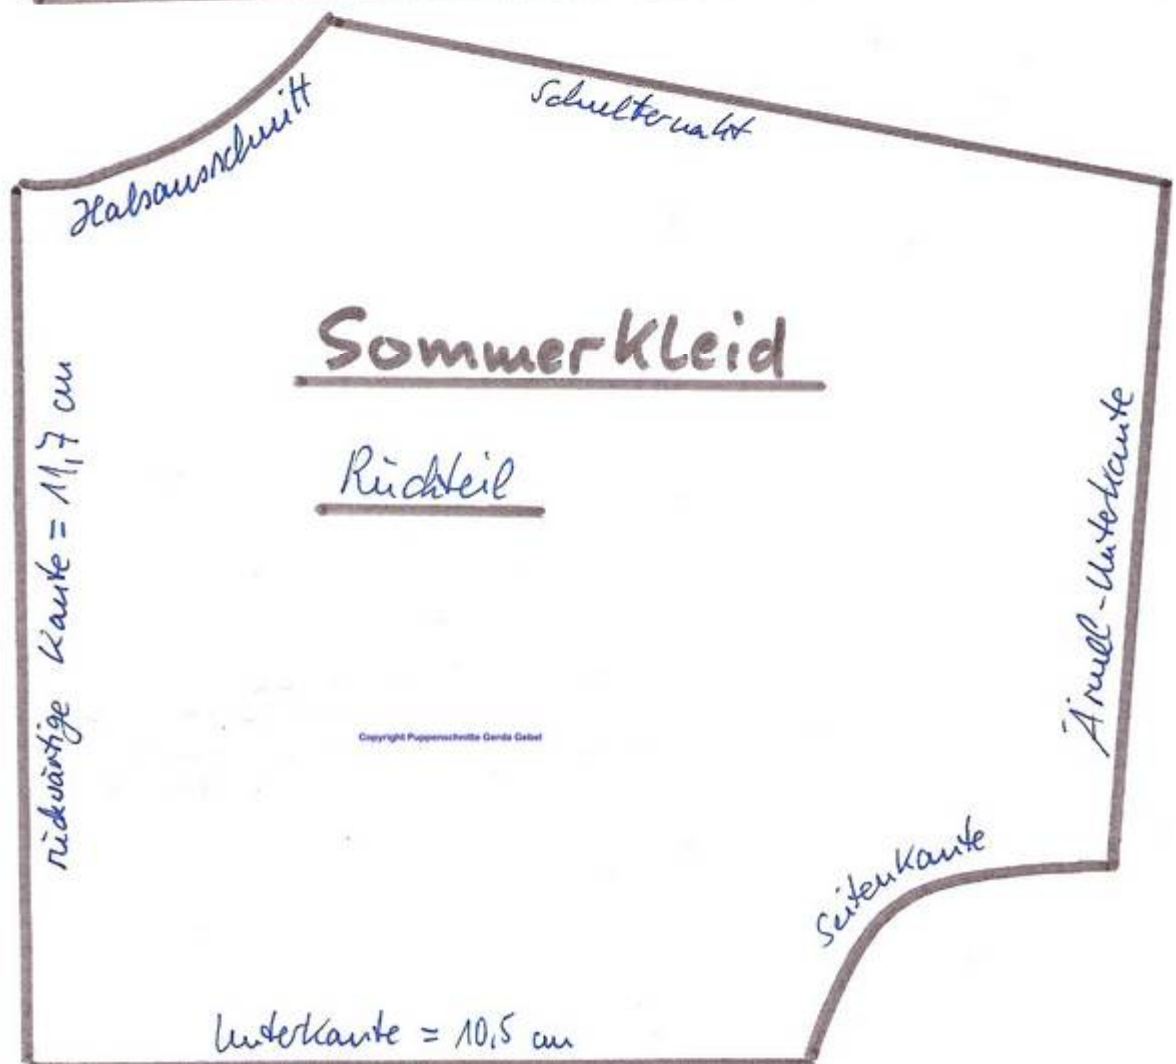 Halsausschnitt
Schulternaht
Sommerkleid
Rückteil
rückwärtige Kante = 11,7 cm
Ärmel-Unterkante
Copyright Puppenschnitte Gerda Gebel
Seitenkante
Unterkante = 10,5 cm